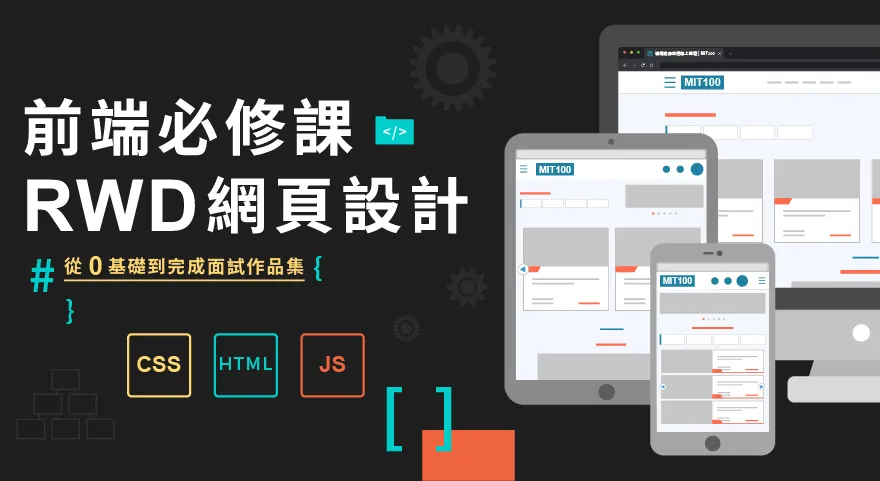 前端必修課
</>
RWD網頁設計
# 從0基礎到完成面試作品集 {
}
CSS HTML JS
[ ]
MIT100
MIT100
MIT100